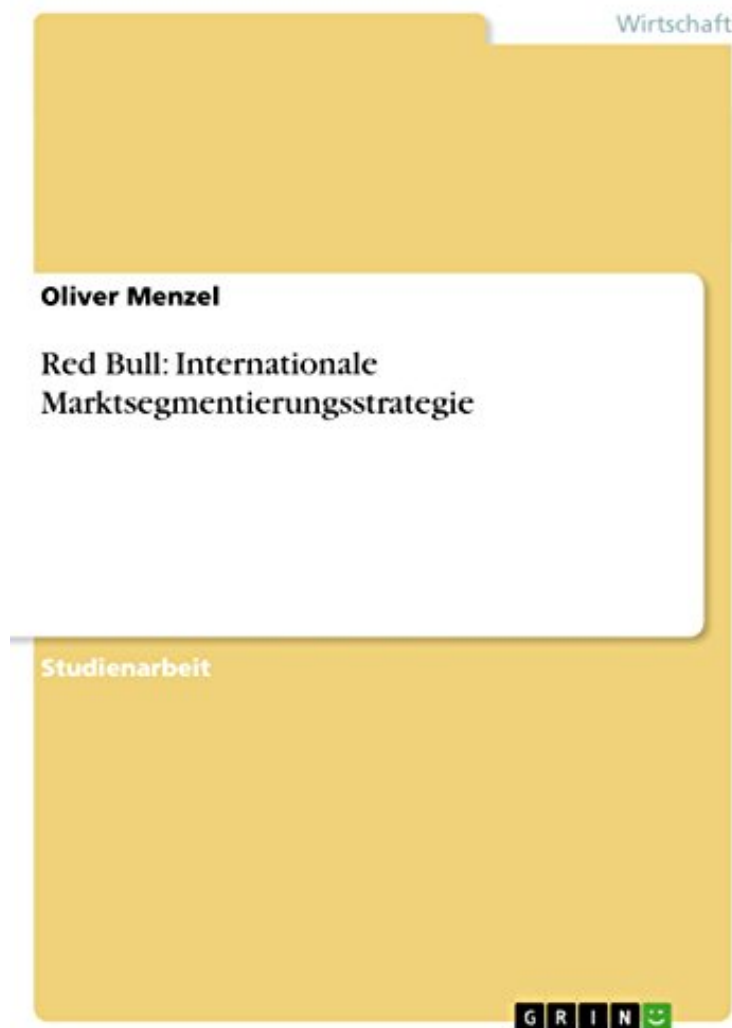 Wirtschaft
Oliver Menzel
Red Bull: Internationale
Marktsegmentierungsstrategie
Studienarbeit
GRIN